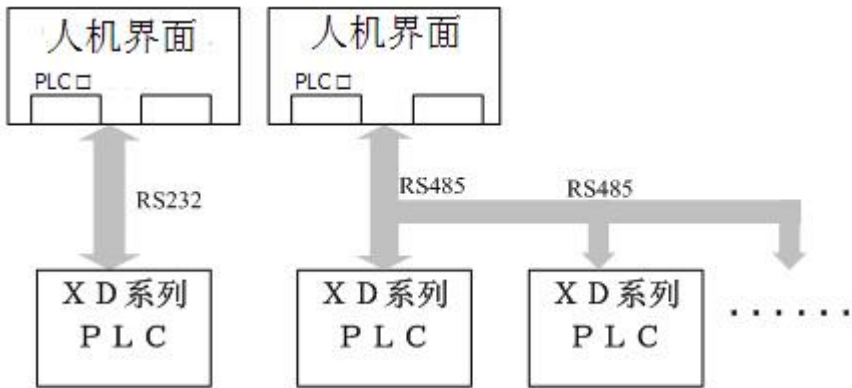 人机界面
PLC口
RS232
XD系列
PLC
人机界面
PLC口
RS485
RS485
XD系列
PLC
XD系列
PLC
......